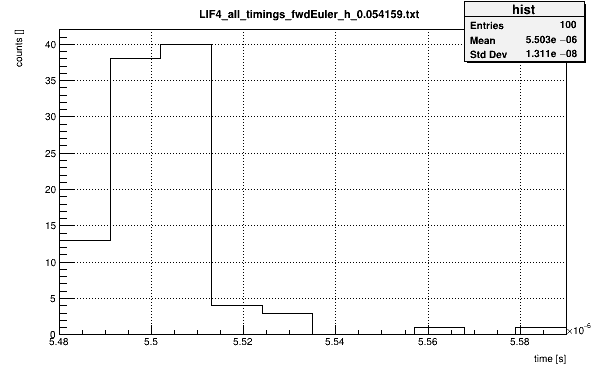 LIF4_all_timings_fwdEuler_h_0.054159.txt
hist
Entries 100
Mean 5.503e −06
Std Dev 1.311e −08
counts []
40
35
30
25
20
15
10
5
0
5.48 5.5 5.52 5.54 5.56 5.58 ×10⁻⁶
time [s]